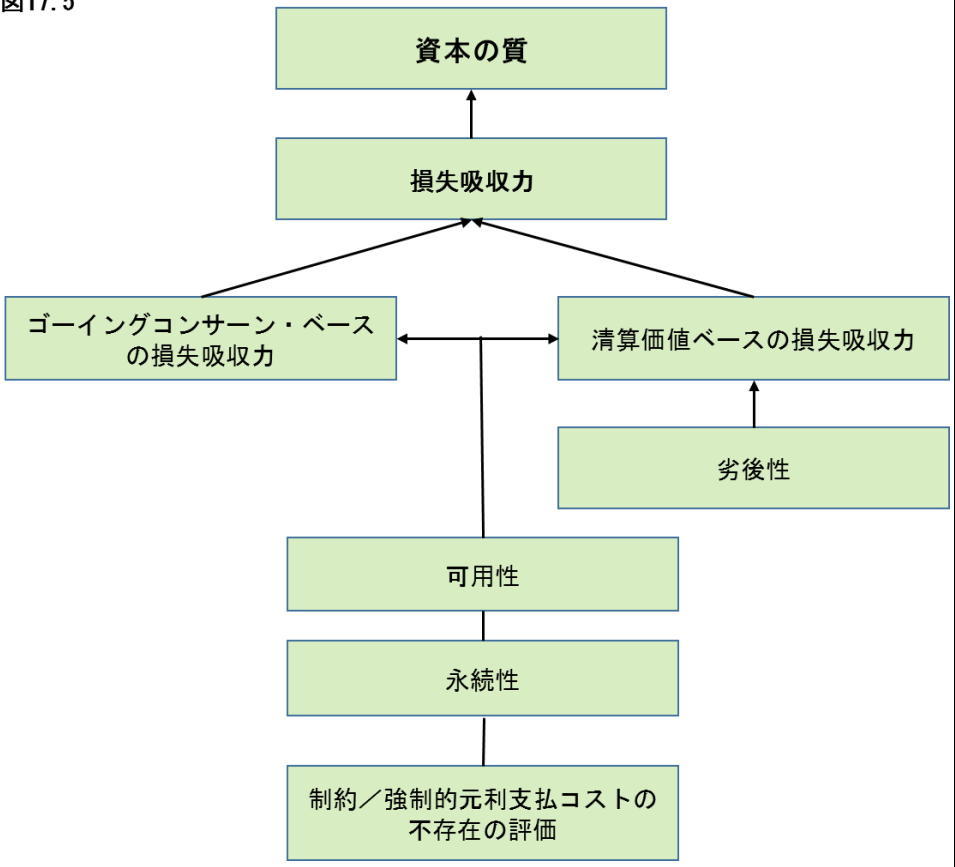 図17.5
資本の質
損失吸収力
ゴーイングコンサーン・ベース
の損失吸収力
清算価値ベースの損失吸収力
劣後性
可用性
永続性
制約／強制的元利支払コストの
不存在の評価